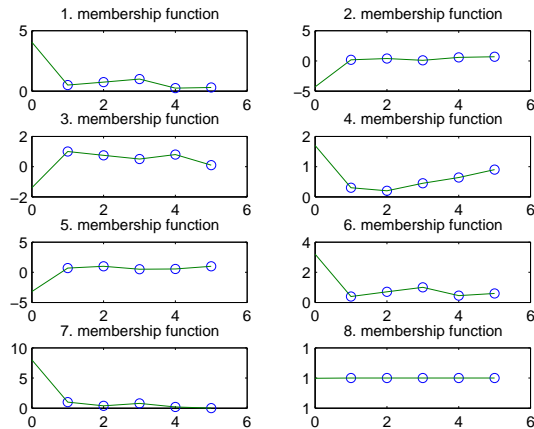 1. membership function
5
0
0 2 4 6
2. membership function
5
0
−5
0 2 4 6
3. membership function
2
0
−2
0 2 4 6
4. membership function
2
1
0
0 2 4 6
5. membership function
5
0
−5
0 2 4 6
6. membership function
4
2
0
0 2 4 6
7. membership function
10
5
0
0 2 4 6
8. membership function
1
1
1
0 2 4 6